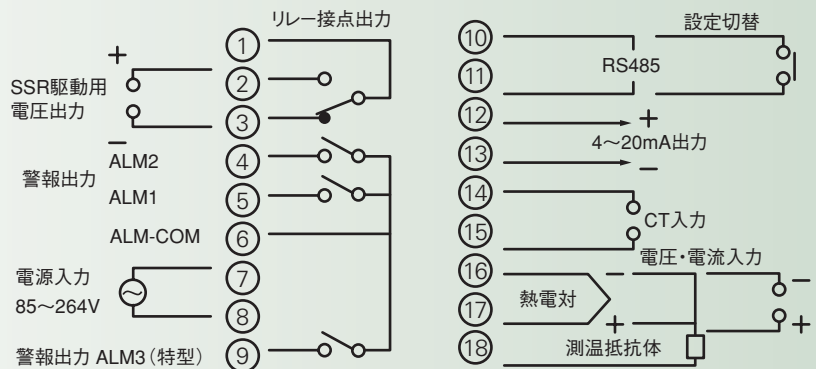 リレー接点出力
①
②
③
④
⑤
⑥
⑦
⑧
⑨
+
SSR駆動用
電圧出力
−
警報出力
ALM2
ALM1
ALM-COM
電源入力
85～264V
警報出力 ALM3（特型）
⑩
⑪
⑫
⑬
⑭
⑮
⑯
⑰
⑱
設定切替
RS485
+
4～20mA出力
−
CT入力
電圧・電流入力
熱電対
−
+
−
+
測温抵抗体